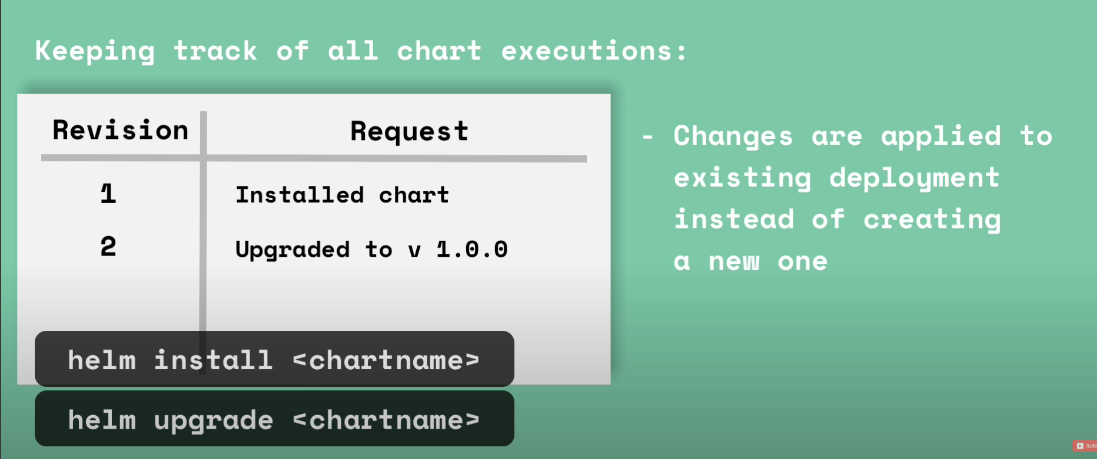 Keeping track of all chart executions:
Revision Request
1 Installed chart
2 Upgraded to v 1.0.0
- Changes are applied to
existing deployment
instead of creating
a new one
helm install <chartname>
helm upgrade <chartname>